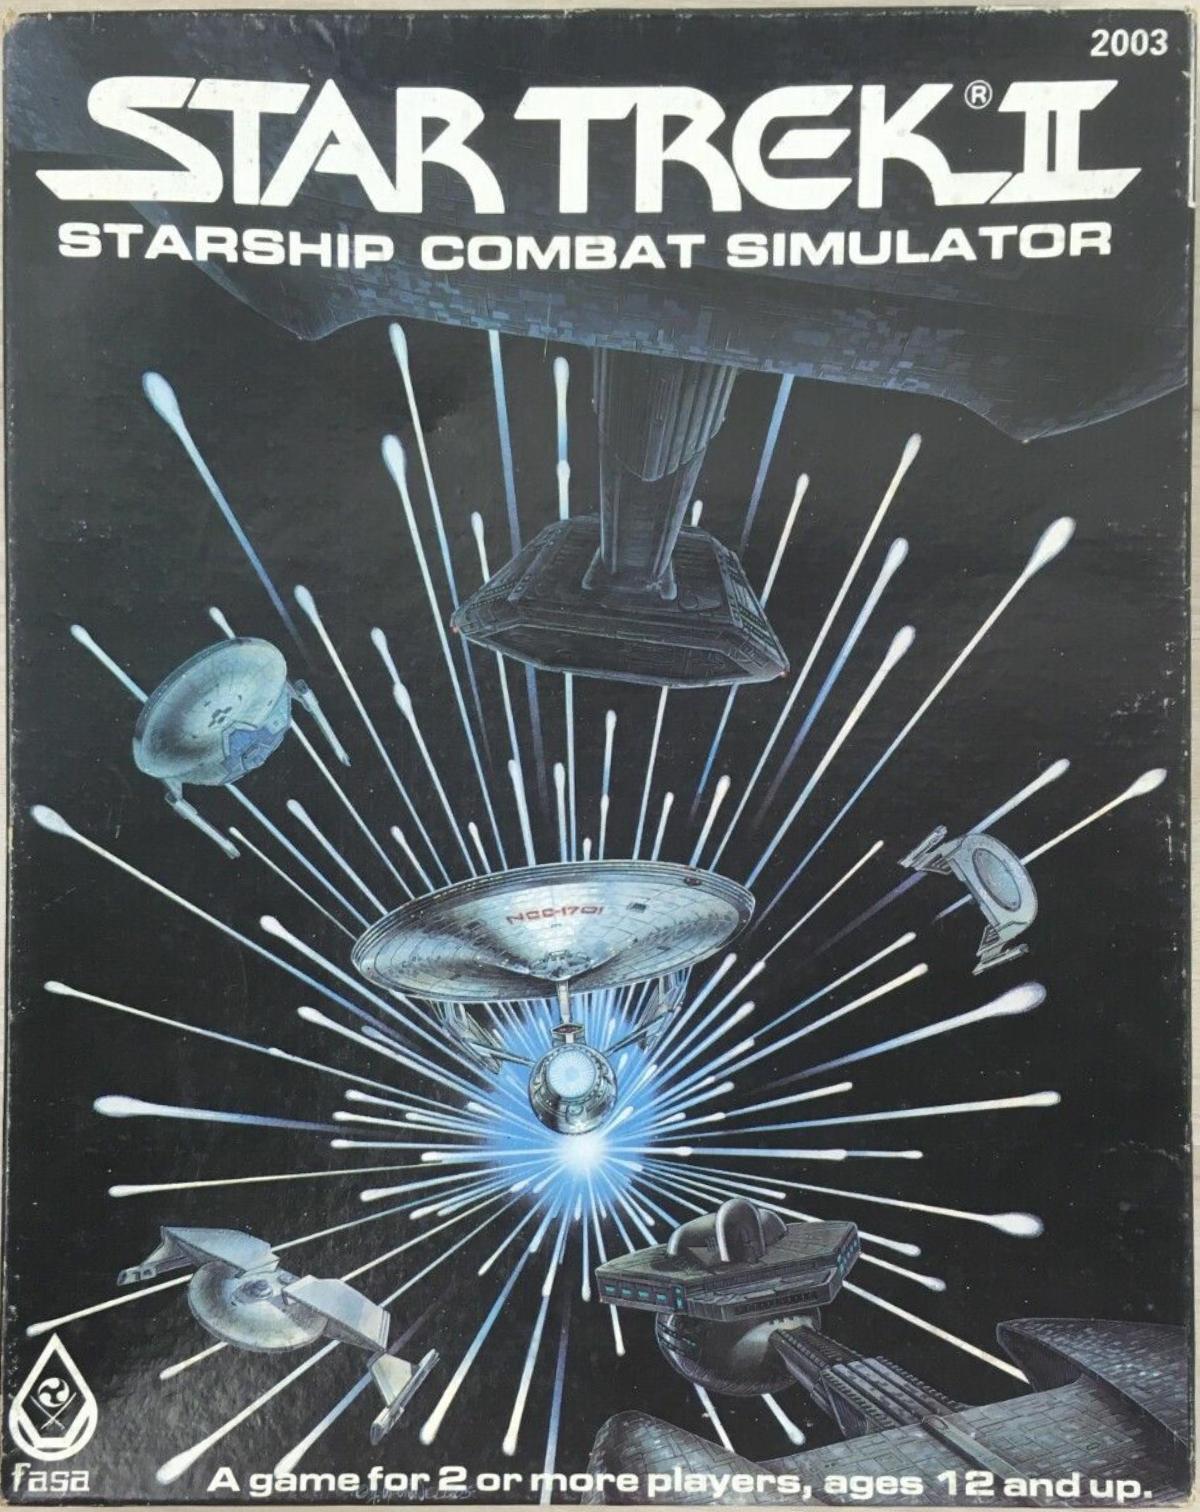 2003
STAR TREK® II
STARSHIP COMBAT SIMULATOR
NCC-1701
fasa
A game for 2 or more players, ages 12 and up.